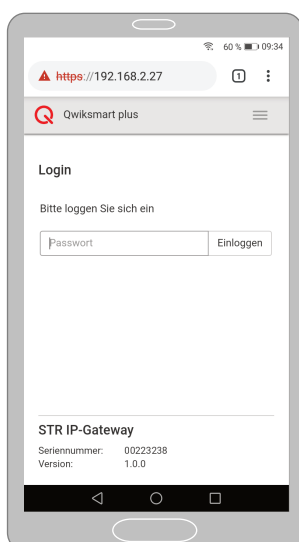 60 % 09:34
https://192.168.2.27 1
Qwiksmart plus
Login
Bitte loggen Sie sich ein
Passwort Einloggen
STR IP-Gateway
Seriennummer: 00223238
Version: 1.0.0